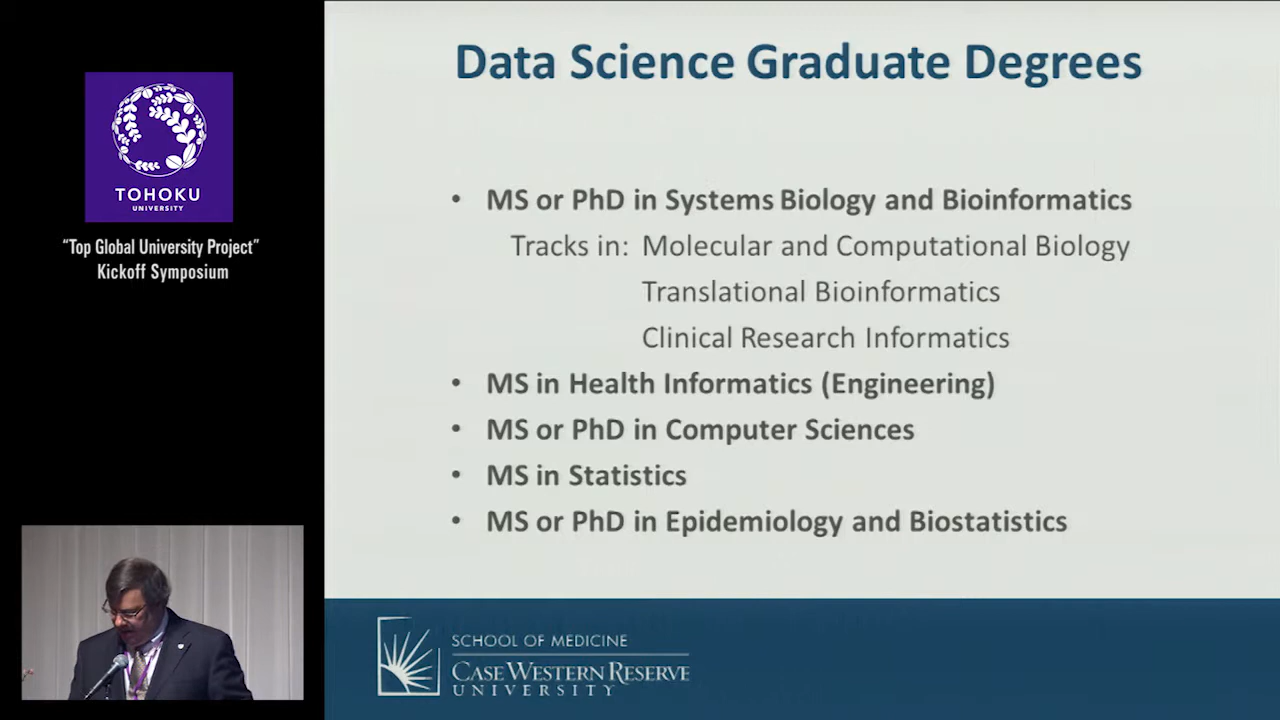 TOHOKU
UNIVERSITY
“Top Global University Project”
Kickoff Symposium
Data Science Graduate Degrees
• MS or PhD in Systems Biology and Bioinformatics
Tracks in: Molecular and Computational Biology
Translational Bioinformatics
Clinical Research Informatics
• MS in Health Informatics (Engineering)
• MS or PhD in Computer Sciences
• MS in Statistics
• MS or PhD in Epidemiology and Biostatistics
SCHOOL OF MEDICINE
CASE WESTERN RESERVE
UNIVERSITY